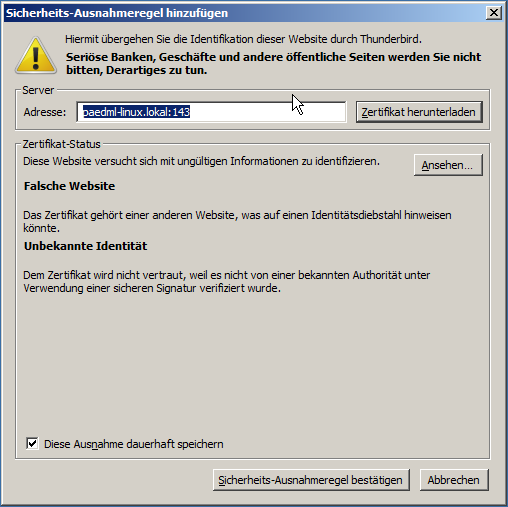 Sicherheits-Ausnahmeregel hinzufügen
Hiermit übergehen Sie die Identifikation dieser Website durch Thunderbird.
Seriöse Banken, Geschäfte und andere öffentliche Seiten werden Sie nicht
bitten, Derartiges zu tun.
Server
Adresse: paedml-linux.lokal:143 Zertifikat herunterladen
Zertifikat-Status
Diese Website versucht sich mit ungültigen Informationen zu identifizieren. Ansehen...
Falsche Website
Das Zertifikat gehört einer anderen Website, was auf einen Identitätsdiebstahl hinweisen
könnte.
Unbekannte Identität
Dem Zertifikat wird nicht vertraut, weil es nicht von einer bekannten Authorität unter
Verwendung einer sicheren Signatur verifiziert wurde.
Diese Ausnahme dauerhaft speichern
Sicherheits-Ausnahmeregel bestätigen Abbrechen